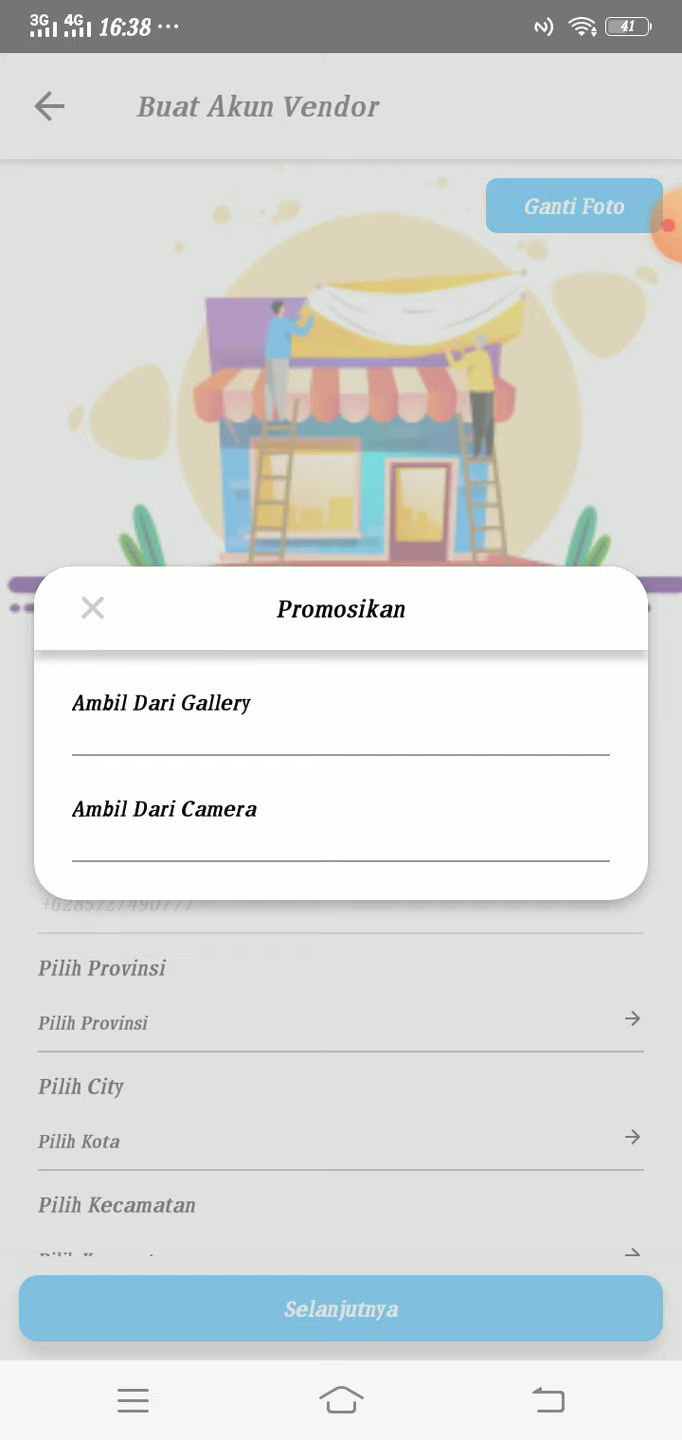 3G 4G 16:38 41
Buat Akun Vendor
Ganti Foto
Promosikan
Ambil Dari Gallery
Ambil Dari Camera
+6285727490777
Pilih Provinsi
Pilih Provinsi
Pilih City
Pilih Kota
Pilih Kecamatan
Selanjutnya